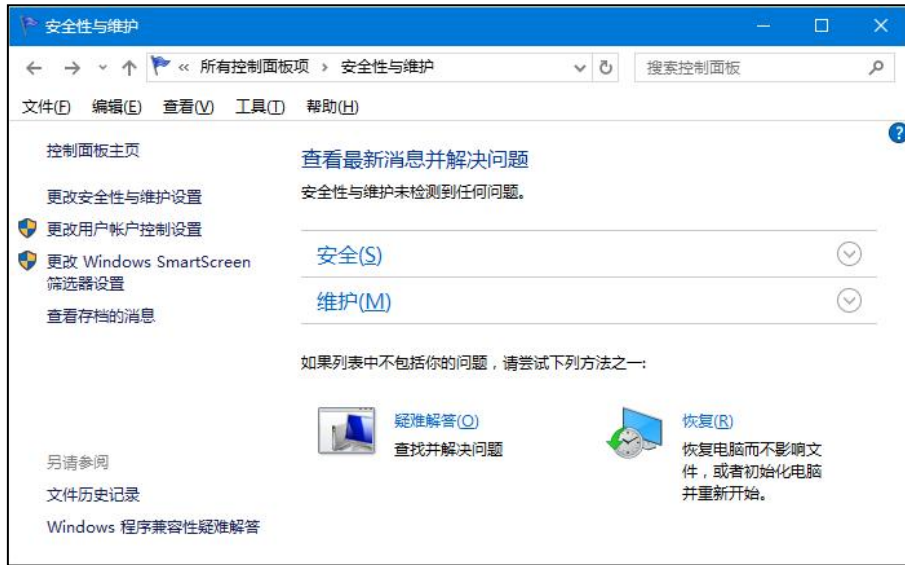 安全性与维护
« 所有控制面板项 › 安全性与维护
搜索控制面板
文件(F) 编辑(E) 查看(V) 工具(T) 帮助(H)
控制面板主页
更改安全性与维护设置
更改用户帐户控制设置
更改 Windows SmartScreen
筛选器设置
查看存档的消息
另请参阅
文件历史记录
Windows 程序兼容性疑难解答
?
查看最新消息并解决问题
安全性与维护未检测到任何问题。
安全(S)
维护(M)
如果列表中不包括你的问题，请尝试下列方法之一:
疑难解答(O)
查找并解决问题
恢复(R)
恢复电脑而不影响文
件，或者初始化电脑
并重新开始。